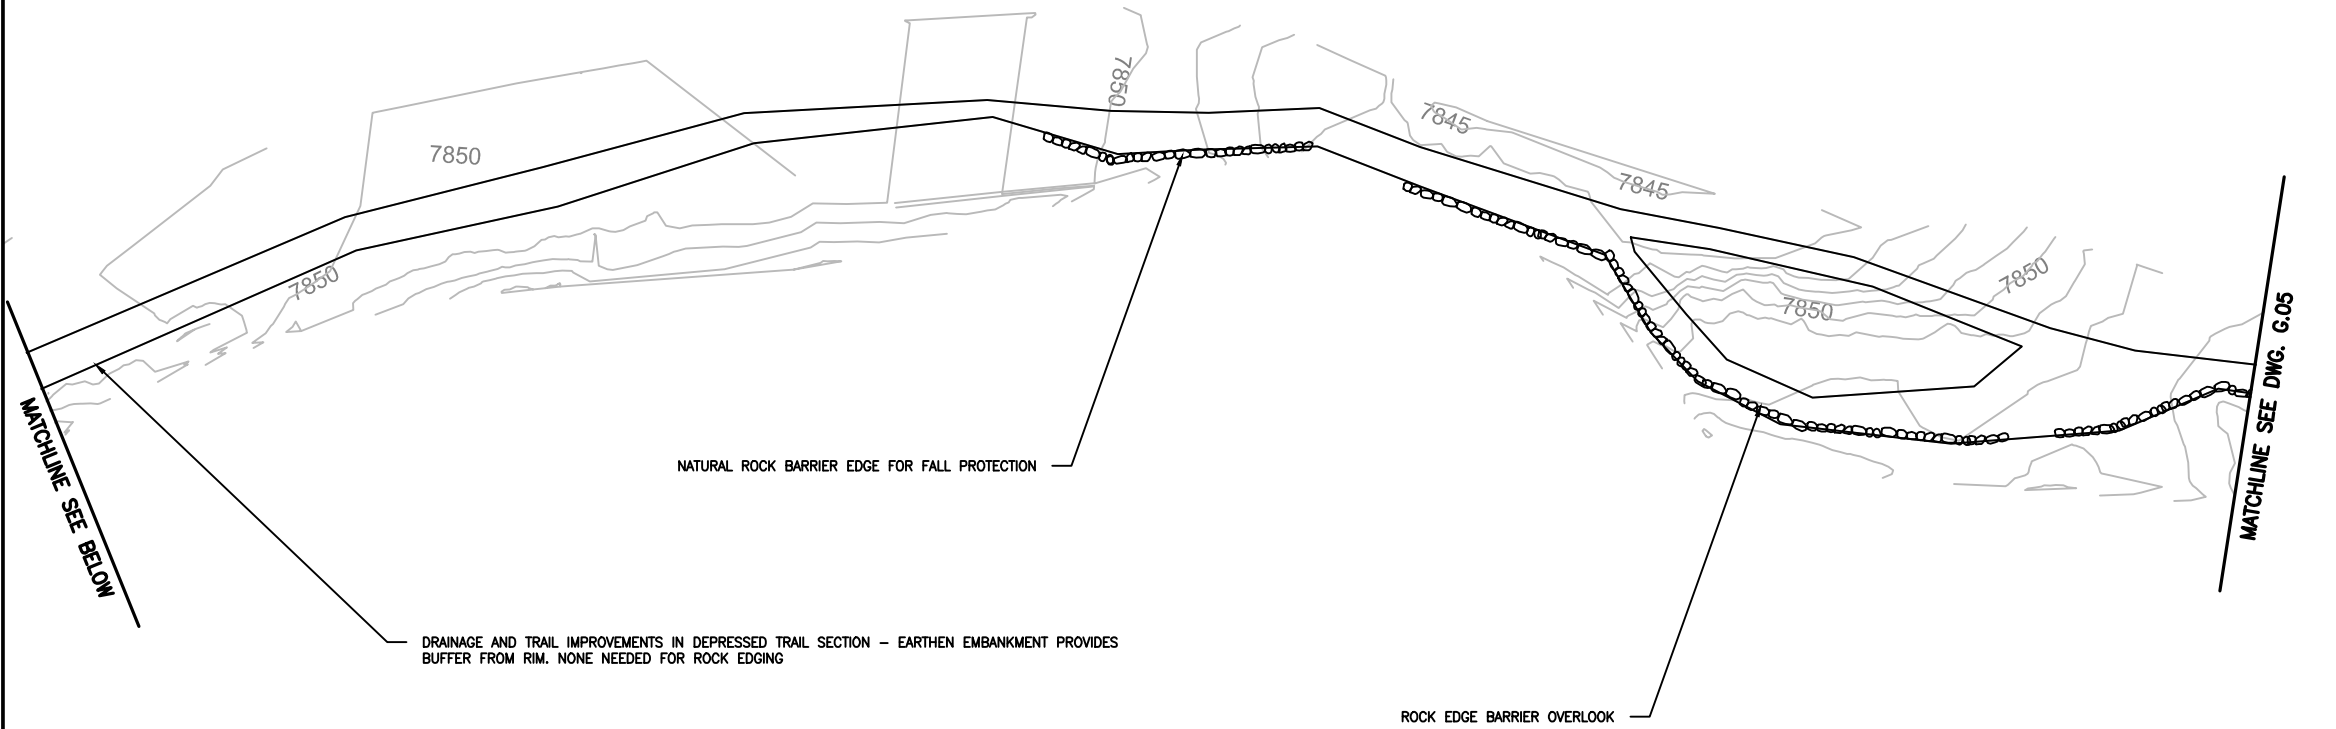 7850
7845
7850
7845
7850
7850
7850
MATCHLINE SEE DWG. G.05
MATCHLINE SEE BELOW
NATURAL ROCK BARRIER EDGE FOR FALL PROTECTION
DRAINAGE AND TRAIL IMPROVEMENTS IN DEPRESSED TRAIL SECTION – EARTHEN EMBANKMENT PROVIDES
BUFFER FROM RIM. NONE NEEDED FOR ROCK EDGING
ROCK EDGE BARRIER OVERLOOK